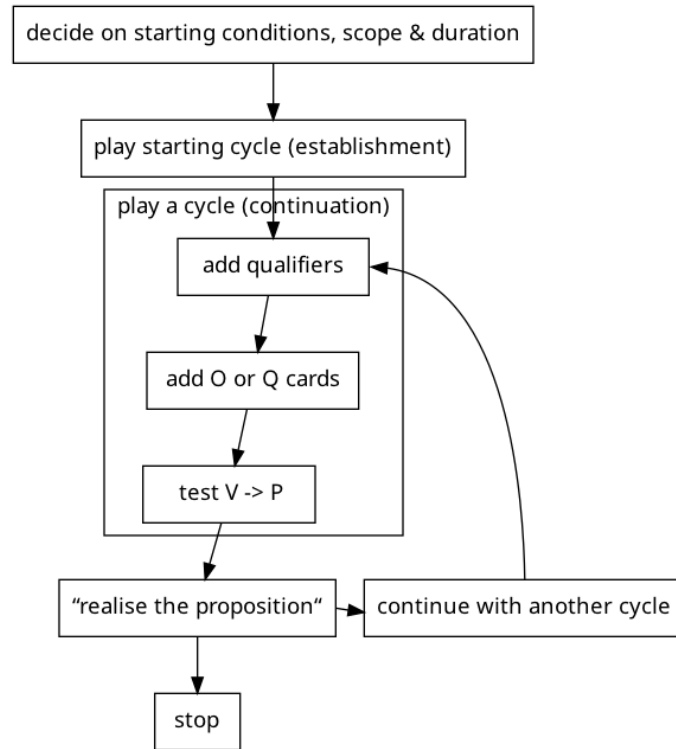 decide on starting conditions, scope & duration
play starting cycle (establishment)
play a cycle (continuation)
add qualifiers
add O or Q cards
test V -> P
“realise the proposition“
continue with another cycle
stop